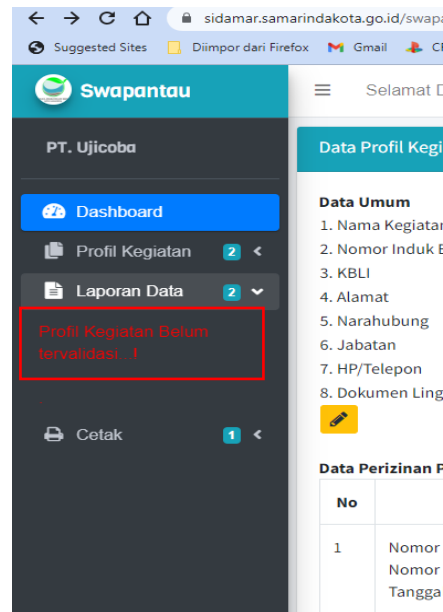 sidamar.samarindakota.go.id/swapa
Suggested Sites Diimpor dari Firefox Gmail
Swapantau
Selamat D
PT. Ujicoba
Data Profil Kegi
Dashboard
Profil Kegiatan 2
Laporan Data 2
Profil Kegiatan Belum
tervalidasi...!
Cetak 1
Data Umum
1. Nama Kegiatan
2. Nomor Induk B
3. KBLI
4. Alamat
5. Narahubung
6. Jabatan
7. HP/Telepon
8. Dokumen Ling
Data Perizinan P
No
1 Nomor
Nomor
Tangga